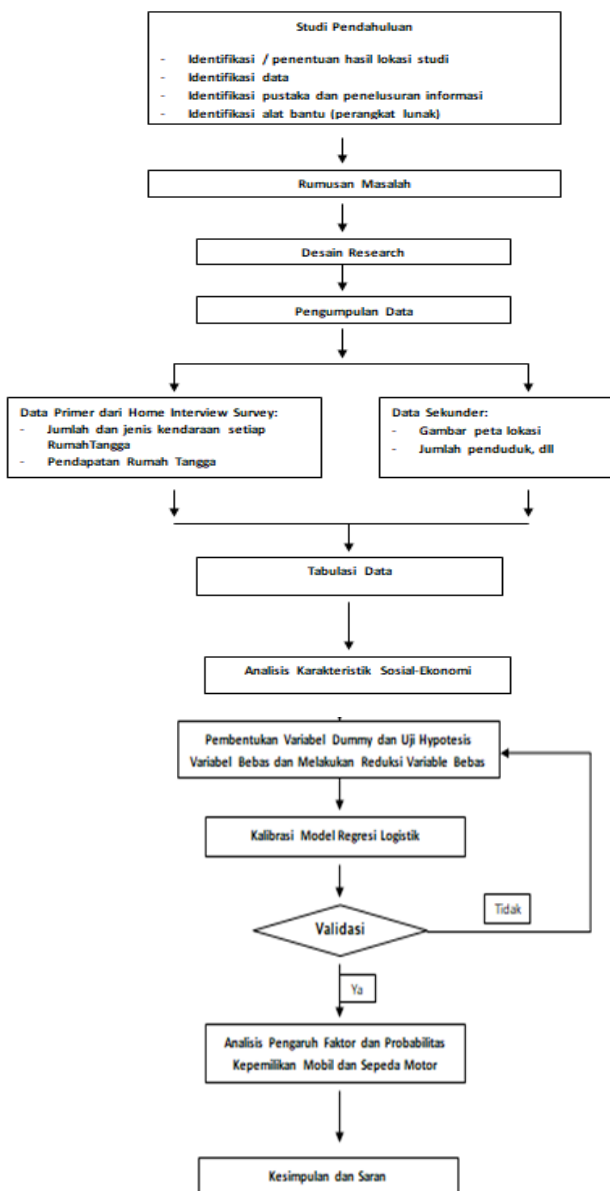 Studi Pendahuluan
- Identifikasi / penentuan hasil lokasi studi
- Identifikasi data
- Identifikasi pustaka dan penelusuran informasi
- Identifikasi alat bantu (perangkat lunak)
Rumusan Masalah
Desain Research
Pengumpulan Data
Data Primer dari Home Interview Survey:
- Jumlah dan jenis kendaraan setiap
RumahTangga
- Pendapatan Rumah Tangga
Data Sekunder:
- Gambar peta lokasi
- Jumlah penduduk, dll
Tabulasi Data
Analisis Karakteristik Sosial-Ekonomi
Pembentukan Variabel Dummy dan Uji Hypotesis
Variabel Bebas dan Melakukan Reduksi Variable Bebas
Kalibrasi Model Regresi Logistik
Validasi
Tidak
Ya
Analisis Pengaruh Faktor dan Probabilitas
Kepemilikan Mobil dan Sepeda Motor
Kesimpulan dan Saran